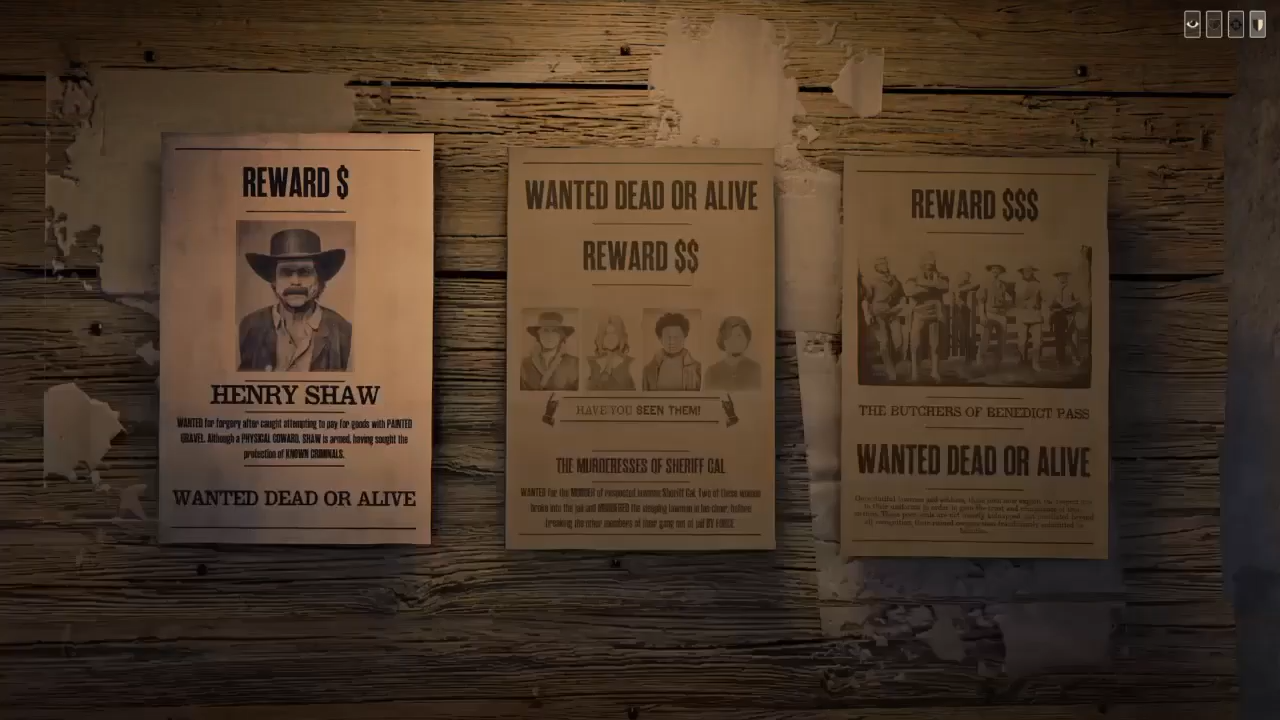 REWARD $
HENRY SHAW
WANTED for forgery after caught attempting to pay for goods with PAINTED
GRAVEL. Although a PHYSICAL COWARD, SHAW is armed, having sought the
protection of KNOWN CRIMINALS.
WANTED DEAD OR ALIVE
WANTED DEAD OR ALIVE
REWARD $$
HAVE YOU SEEN THEM?
THE MURDERESSES OF SHERIFF CAL
WANTED for the MURDER of respected lawman Sheriff Cal. Two of these women
broke into the jail and MURDERED the sleeping lawman in his chair, before
breaking the other members of their gang out of jail BY FORCE
REWARD $$$
THE BUTCHERS OF BENEDICT PASS
WANTED DEAD OR ALIVE